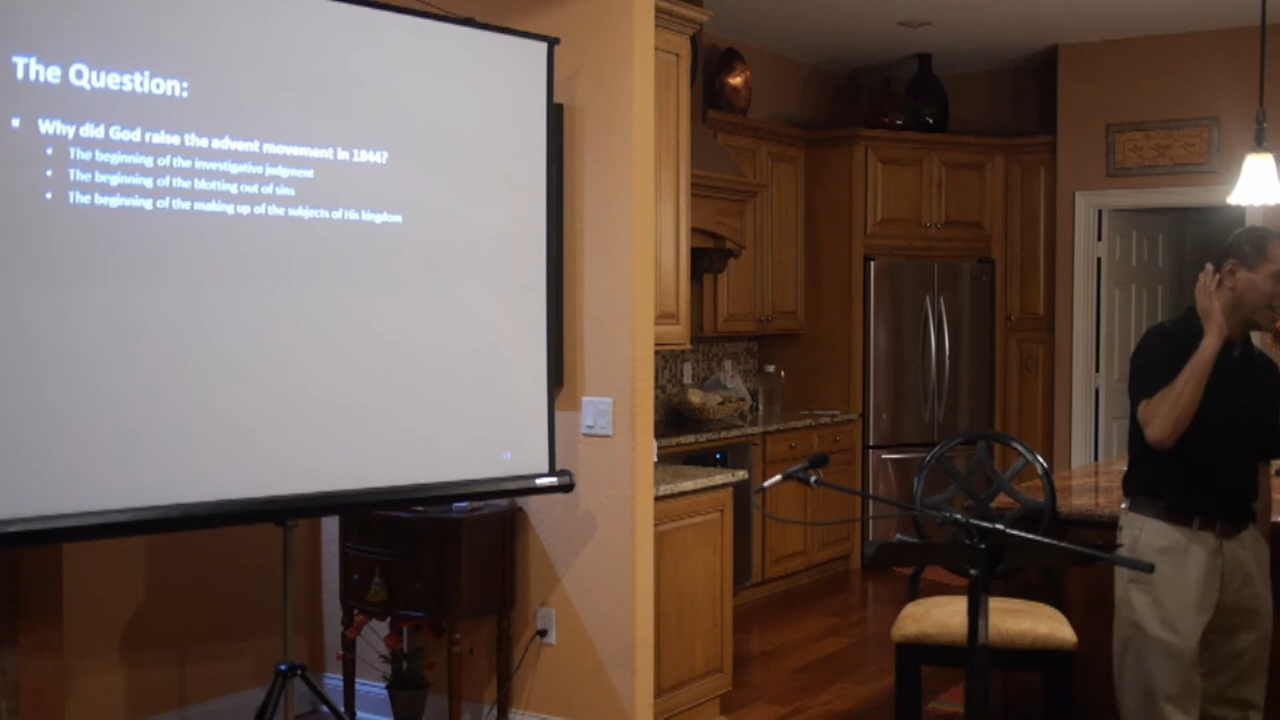 The Question:
Why did God raise the advent movement in 1844?
The beginning of the investigative judgment
The beginning of the blotting out of sins
The beginning of the making up of the subjects of His kingdom